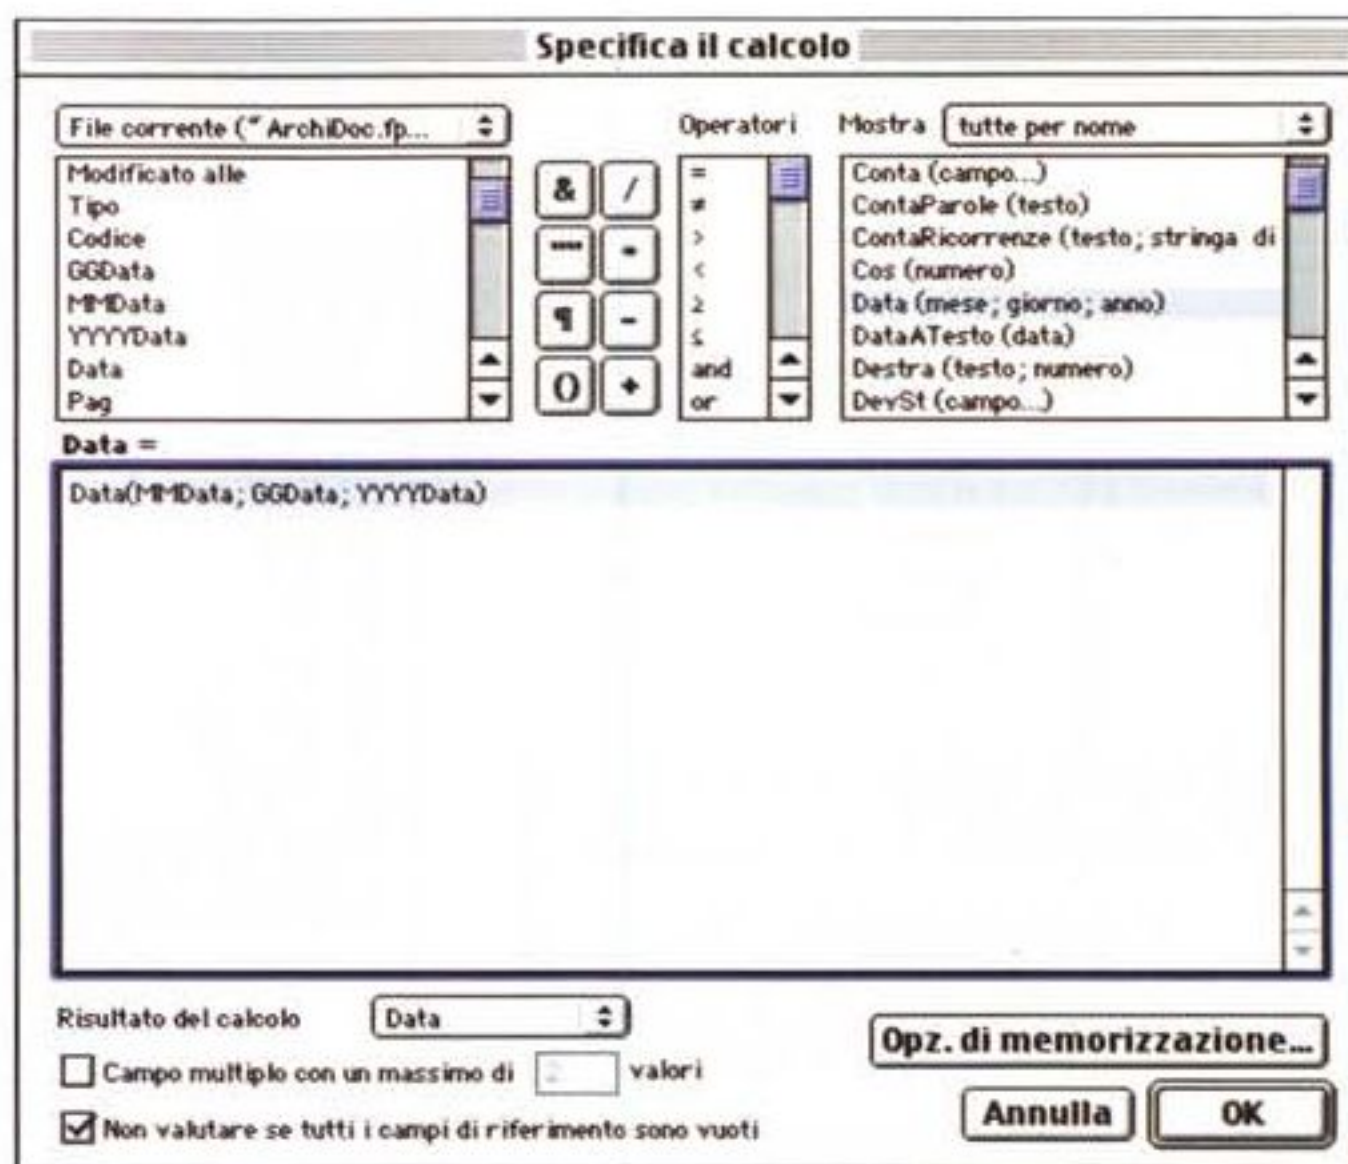 Specifica il calcolo
File corrente (" ArchiDoc.fp...
Operatori
Mostra
tutte per nome
Modificato alle
Tipo
Codice
GGData
MMData
YYYYData
Data
Pag
& /
"" *
¶ -
() +
=
≠
>
<
≥
≤
and
or
Conta (campo...)
ContaParole (testo)
ContaRicorrenze (testo; stringa di
Cos (numero)
Data (mese; giorno; anno)
DataATesto (data)
Destra (testo; numero)
DevSt (campo...)
Data =
Data(MMData; GGData; YYYYData)
Risultato del calcolo
Data
Opz. di memorizzazione...
Campo multiplo con un massimo di 2 valori
Non valutare se tutti i campi di riferimento sono vuoti
Annulla
OK